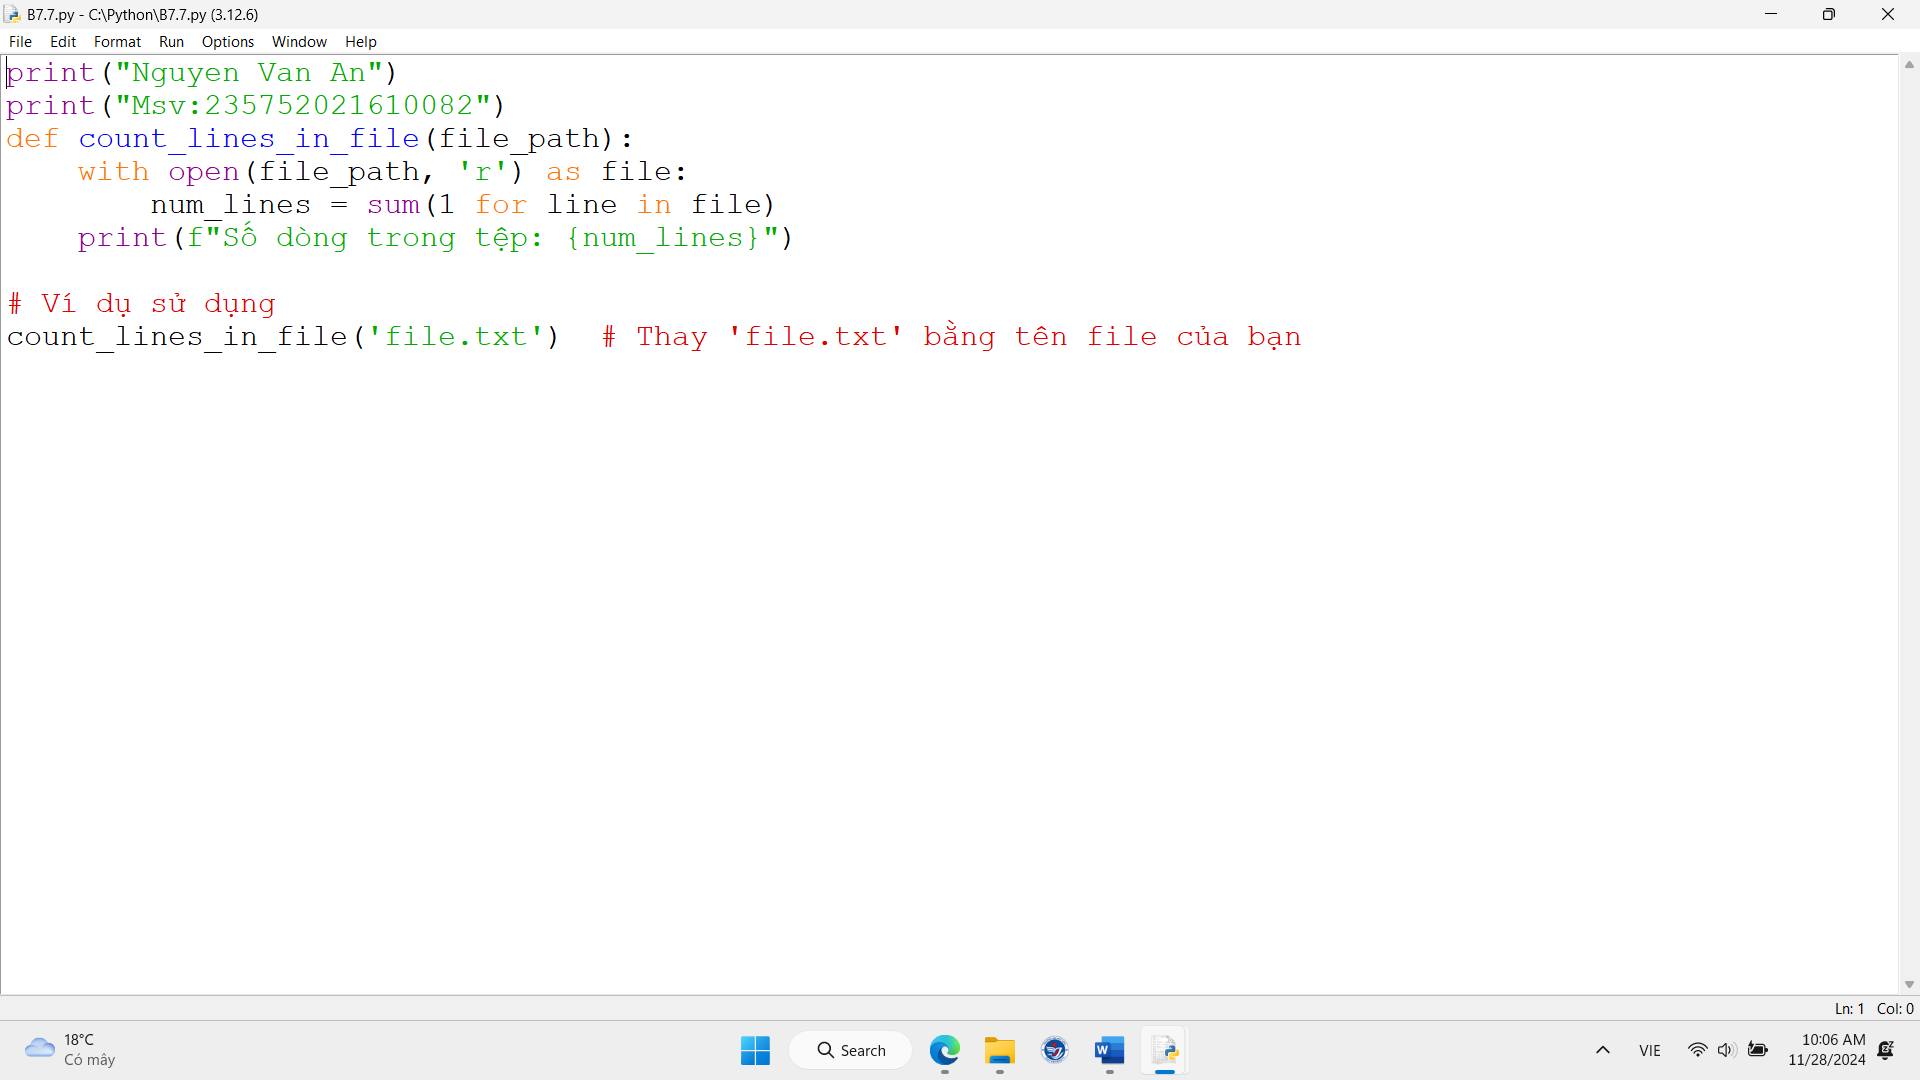 B7.7.py - C:\Python\B7.7.py (3.12.6)
File Edit Format Run Options Window Help
print("Nguyen Van An")
print("Msv:235752021610082")
def count_lines_in_file(file_path):
    with open(file_path, 'r') as file:
        num_lines = sum(1 for line in file)
    print(f"Số dòng trong tệp: {num_lines}")
# Ví dụ sử dụng
count_lines_in_file('file.txt')  # Thay 'file.txt' bằng tên file của bạn
Ln: 1 Col: 0
18°C
Có mây
Search
VIE
10:06 AM
11/28/2024